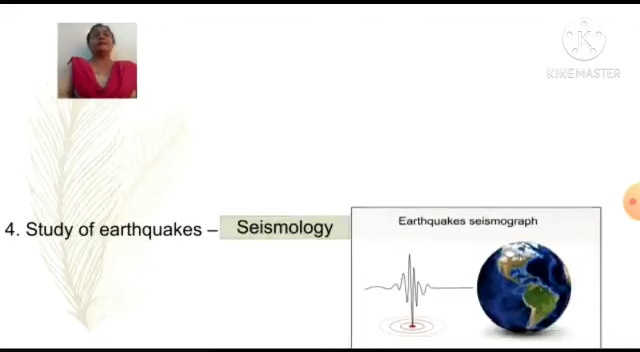 KINEMASTER
4. Study of earthquakes – Seismology
Earthquakes seismograph